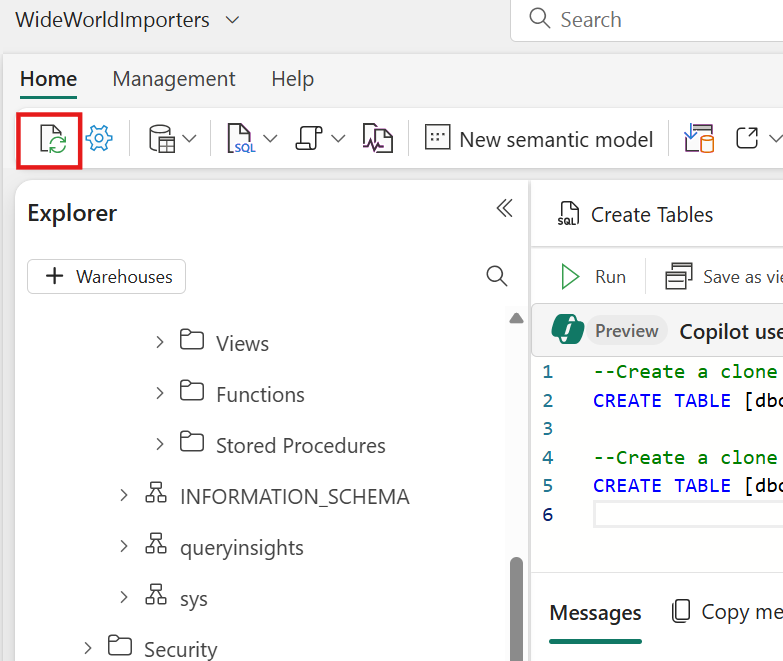 WideWorldImporters
Search
Home Management Help
SQL New semantic model
Explorer
Warehouses
Views
Functions
Stored Procedures
INFORMATION_SCHEMA
queryinsights
sys
Security
SQL Create Tables
Run Save as
Preview Copilot use
1 --Create a clone
2 CREATE TABLE [dbo
3
4 --Create a clone
5 CREATE TABLE [dbo
6
Messages Copy me